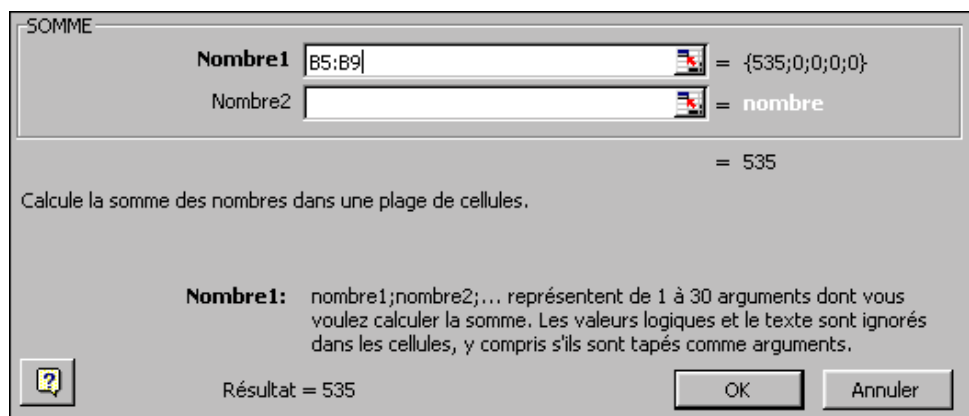 SOMME
Nombre1 B5:B9 = {535;0;0;0;0}
Nombre2 = nombre
= 535
Calcule la somme des nombres dans une plage de cellules.
Nombre1: nombre1;nombre2;... représentent de 1 à 30 arguments dont vous
voulez calculer la somme. Les valeurs logiques et le texte sont ignorés
dans les cellules, y compris s'ils sont tapés comme arguments.
? Résultat = 535 OK Annuler